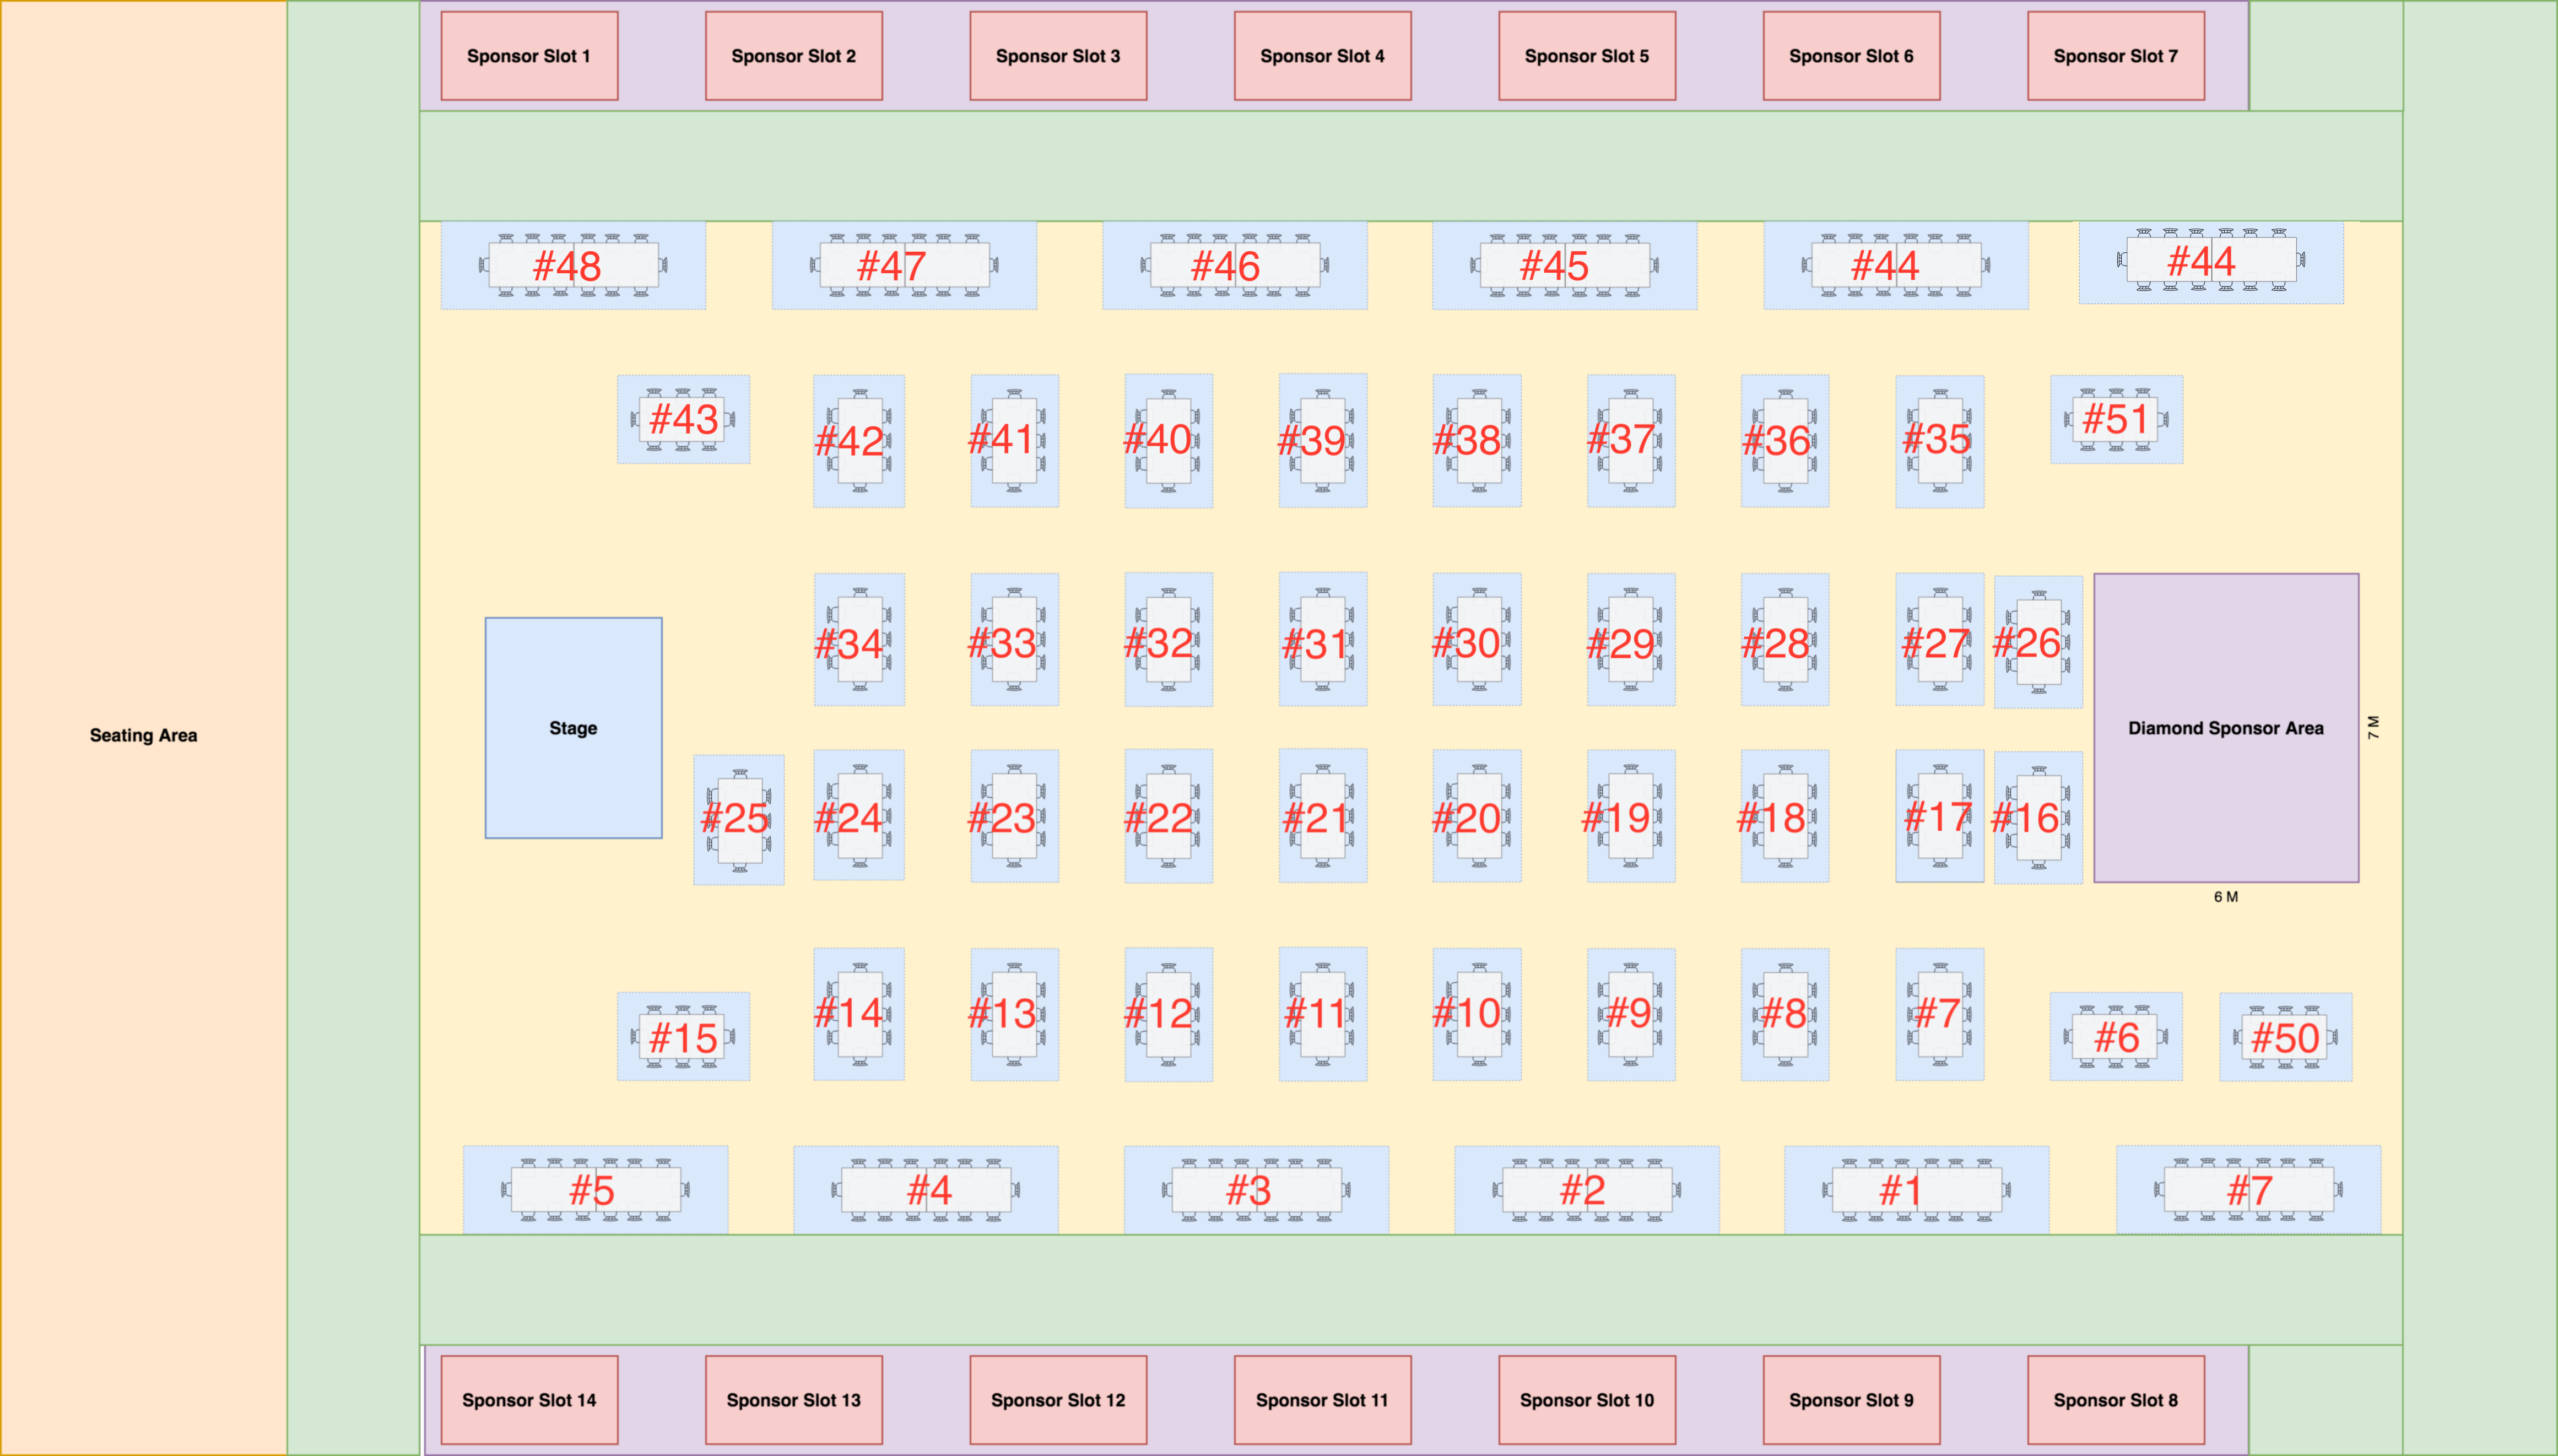 Sponsor Slot 1
Sponsor Slot 2
Sponsor Slot 3
Sponsor Slot 4
Sponsor Slot 5
Sponsor Slot 6
Sponsor Slot 7
#48
#47
#46
#45
#44
#44
#43
#42
#41
#40
#39
#38
#37
#36
#35
#51
#34
#33
#32
#31
#30
#29
#28
#27
#26
Seating Area
Stage
Diamond Sponsor Area
7 M
#25
#24
#23
#22
#21
#20
#19
#18
#17
#16
6 M
#15
#14
#13
#12
#11
#10
#9
#8
#7
#6
#50
#5
#4
#3
#2
#1
#7
Sponsor Slot 14
Sponsor Slot 13
Sponsor Slot 12
Sponsor Slot 11
Sponsor Slot 10
Sponsor Slot 9
Sponsor Slot 8